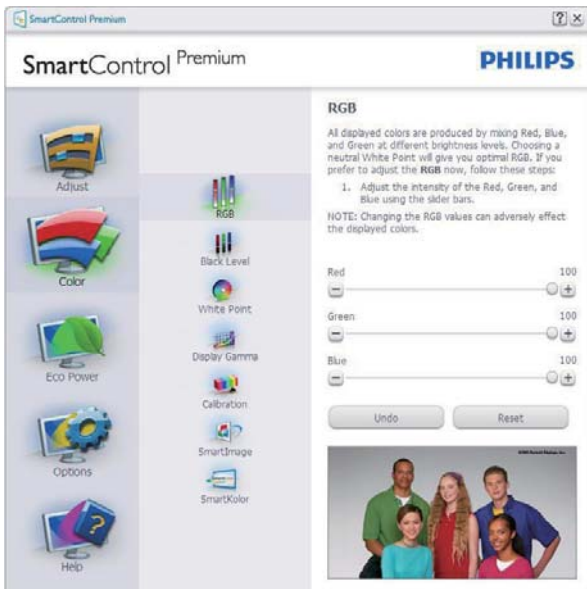 SmartControl Premium
SmartControl Premium
PHILIPS
Adjust
Color
Eco Power
Options
Help
RGB
Black Level
White Point
Display Gamma
Calibration
SmartImage
SmartKolor
RGB
All displayed colors are produced by mixing Red, Blue,
and Green at different brightness levels. Choosing a
neutral White Point will give you optimal RGB. If you
prefer to adjust the RGB now, follow these steps:
1. Adjust the intensity of the Red, Green, and
Blue using the slider bars.
NOTE: Changing the RGB values can adversely effect
the displayed colors.
Red 100
Green 100
Blue 100
Undo Reset